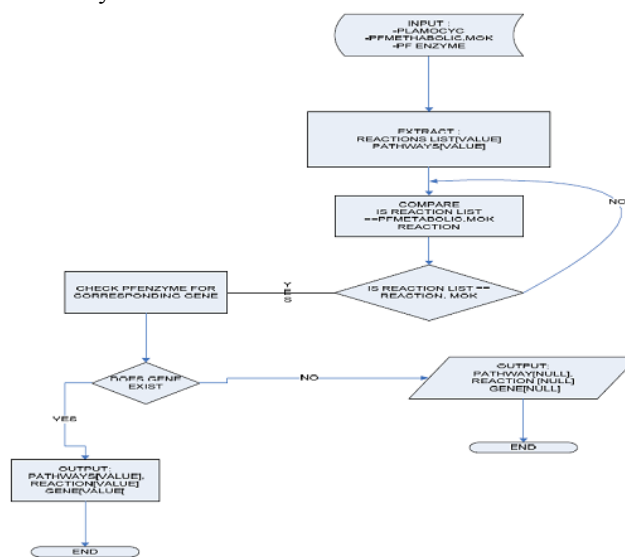 INPUT :
-PLAMOCYC
-PFMETHABOLIC.MOK
-PF ENZYME
EXTRACT :
REACTIONS LIST[VALUE]
PATHWAYS[VALUE]
COMPARE
IS REACTION LIST
==PFMETABOLIC.MOK
REACTION
NO
IS REACTION LIST ==
REACTION. MOK
YES
CHECK PFENZYME FOR
CORRESPONDING GENE
DOES GENE
EXIST
NO
OUTPUT:
PATHWAY[NULL],
REACTION [NULL]
GENE[NULL]
END
YES
OUTPUT:
PATHWAYS[VALUE],
REACTION[VALUE]
GENE[VALUE[
END